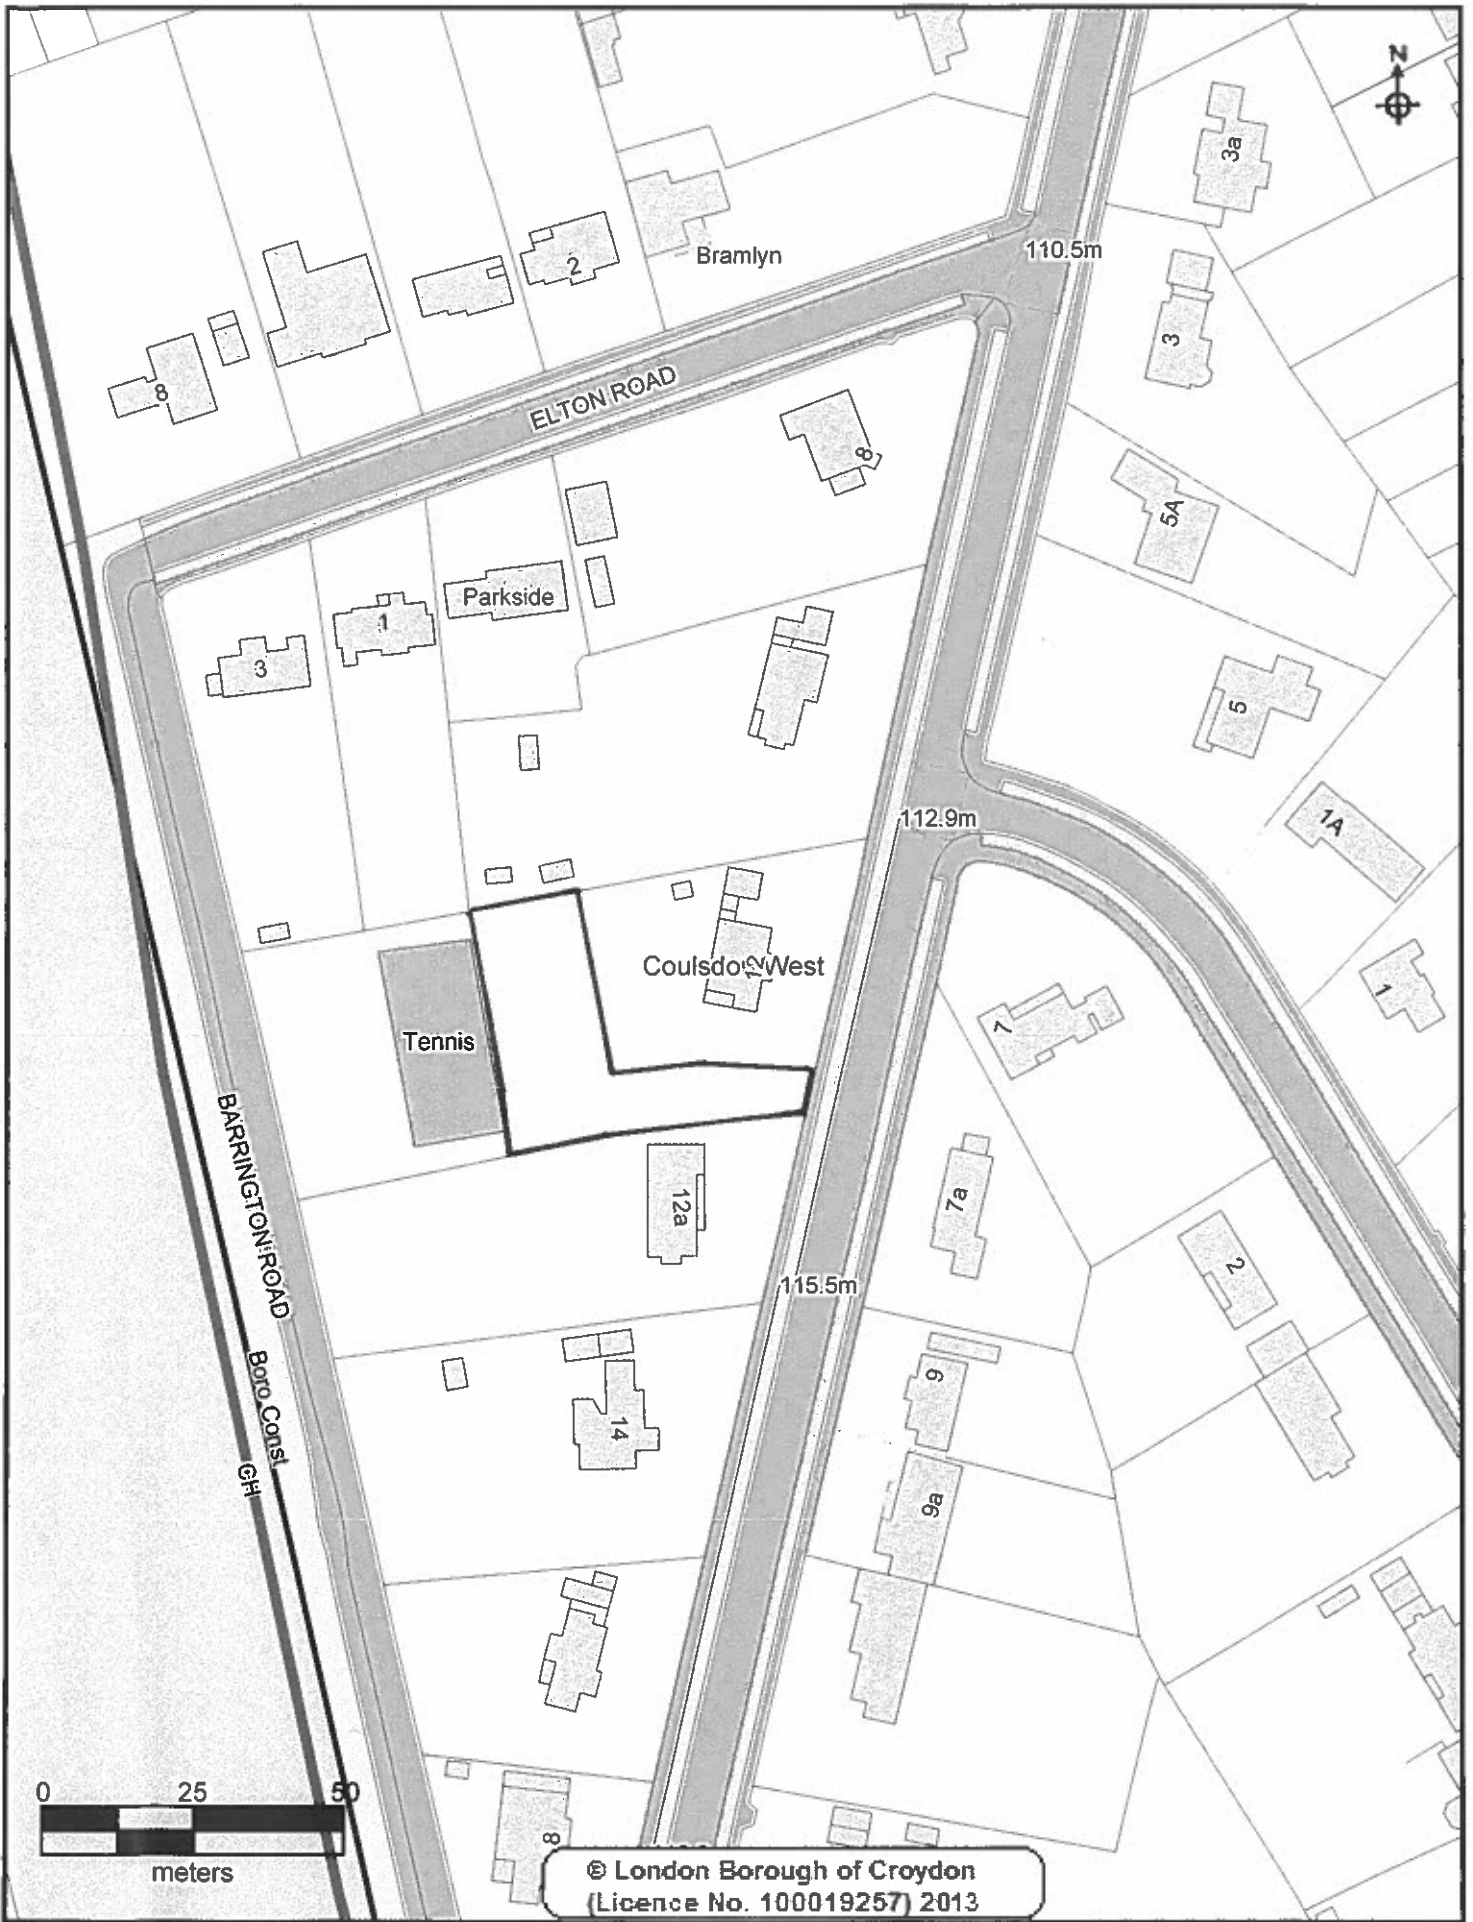 N
3a
110.5m
Bramlyn
2
3
8
ELTON ROAD
8
5A
Parkside
1
3
5
112.9m
1A
Coulsdon West
12
1
7
Tennis
BARRINGTON ROAD
12a
7a
2
115.5m
Boro Const
CH
9
14
9a
0 25 50
meters
8
© London Borough of Croydon
(Licence No. 100019257) 2013